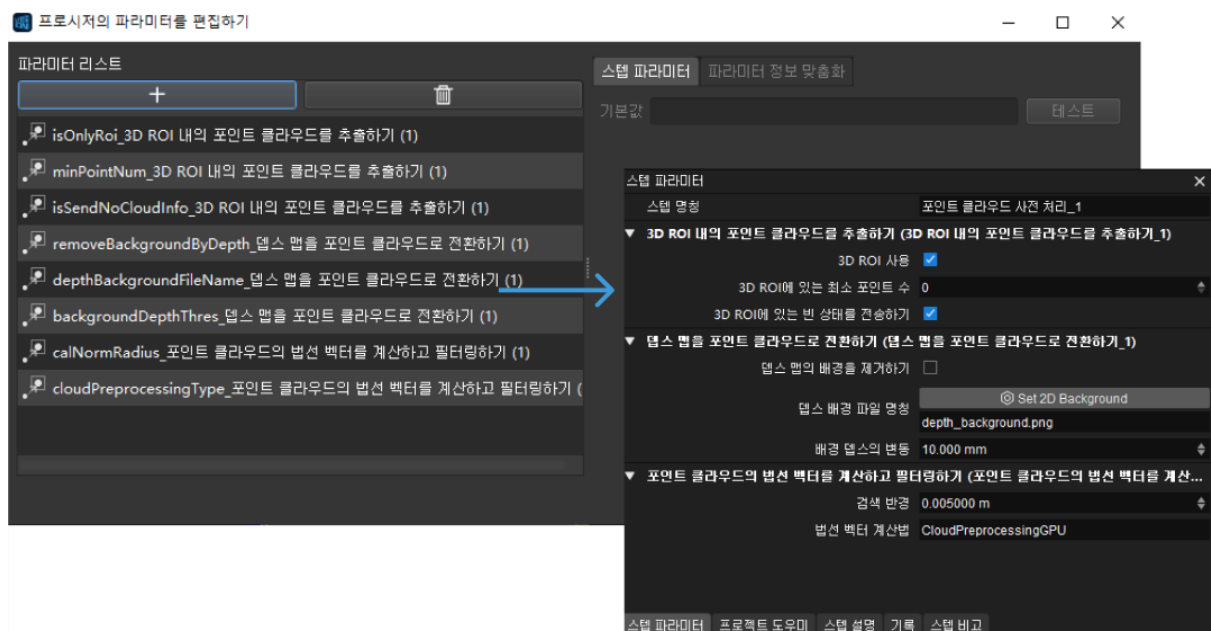 프로시저의 파라미터를 편집하기
파라미터 리스트
isOnlyRoi_3D ROI 내의 포인트 클라우드를 추출하기 (1)
minPointNum_3D ROI 내의 포인트 클라우드를 추출하기 (1)
isSendNoCloudInfo_3D ROI 내의 포인트 클라우드를 추출하기 (1)
removeBackgroundByDepth_뎁스 맵을 포인트 클라우드로 전환하기 (1)
depthBackgroundFileName_뎁스 맵을 포인트 클라우드로 전환하기 (1)
backgroundDepthThres_뎁스 맵을 포인트 클라우드로 전환하기 (1)
calNormRadius_포인트 클라우드의 법선 벡터를 계산하고 필터링하기 (1)
cloudPreprocessingType_포인트 클라우드의 법선 벡터를 계산하고 필터링하기 (
스텝 파라미터 파라미터 정보 맞춤화
기본값 테스트
스텝 파라미터
스텝 명칭 포인트 클라우드 사전 처리_1
3D ROI 내의 포인트 클라우드를 추출하기 (3D ROI 내의 포인트 클라우드를 추출하기_1)
3D ROI 사용
3D ROI에 있는 최소 포인트 수 0
3D ROI에 있는 빈 상태를 전송하기
뎁스 맵을 포인트 클라우드로 전환하기 (뎁스 맵을 포인트 클라우드로 전환하기_1)
뎁스 맵의 배경을 제거하기
뎁스 배경 파일 명칭 Set 2D Background
depth_background.png
배경 뎁스의 변동 10.000 mm
포인트 클라우드의 법선 벡터를 계산하고 필터링하기 (포인트 클라우드의 법선 벡터를 계산...
검색 반경 0.005000 m
법선 벡터 계산법 CloudPreprocessingGPU
스텝 파라미터 프로젝트 도우미 스텝 설명 기록 스텝 비고